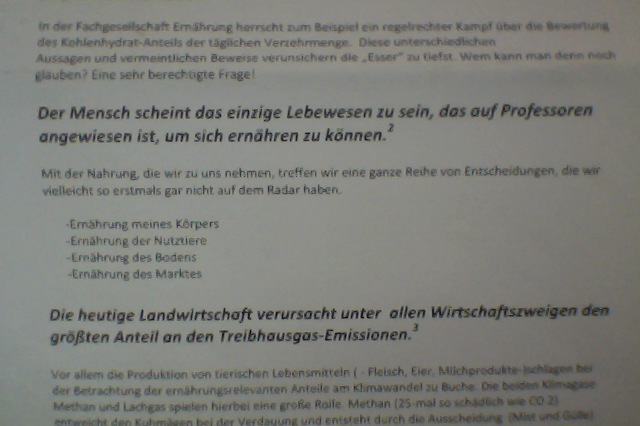 In der Fachgesellschaft Ernährung herrscht zum Beispiel ein regelrechter Kampf über die Bewertung
des Kohlenhydrat-Anteils der täglichen Verzehrmenge. Diese unterschiedlichen
Aussagen und vermeintlichen Beweise verunsichern die „Esser" zu tiefst. Wem kann man denn noch
glauben? Eine sehr berechtigte Frage!
Der Mensch scheint das einzige Lebewesen zu sein, das auf Professoren
angewiesen ist, um sich ernähren zu können.²
Mit der Nahrung, die wir zu uns nehmen, treffen wir eine ganze Reihe von Entscheidungen, die wir
vielleicht so erstmals gar nicht auf dem Radar haben.
-Ernährung meines Körpers
-Ernährung der Nutztiere
-Ernährung des Bodens
-Ernährung des Marktes
Die heutige Landwirtschaft verursacht unter allen Wirtschaftszweigen den
größten Anteil an den Treibhausgas-Emissionen.³
Vor allem die Produktion von tierischen Lebensmitteln ( - Fleisch, Eier, Milchprodukte-)schlagen bei
der Betrachtung der ernährungsrelevanten Anteile am Klimawandel zu Buche. Die beiden Klimagase
Methan und Lachgas spielen hierbei eine große Rolle. Methan (25-mal so schädlich wie CO 2)
entweicht den Kuhmägen bei der Verdauung und entsteht durch die Ausscheidung (Mist und Gülle)